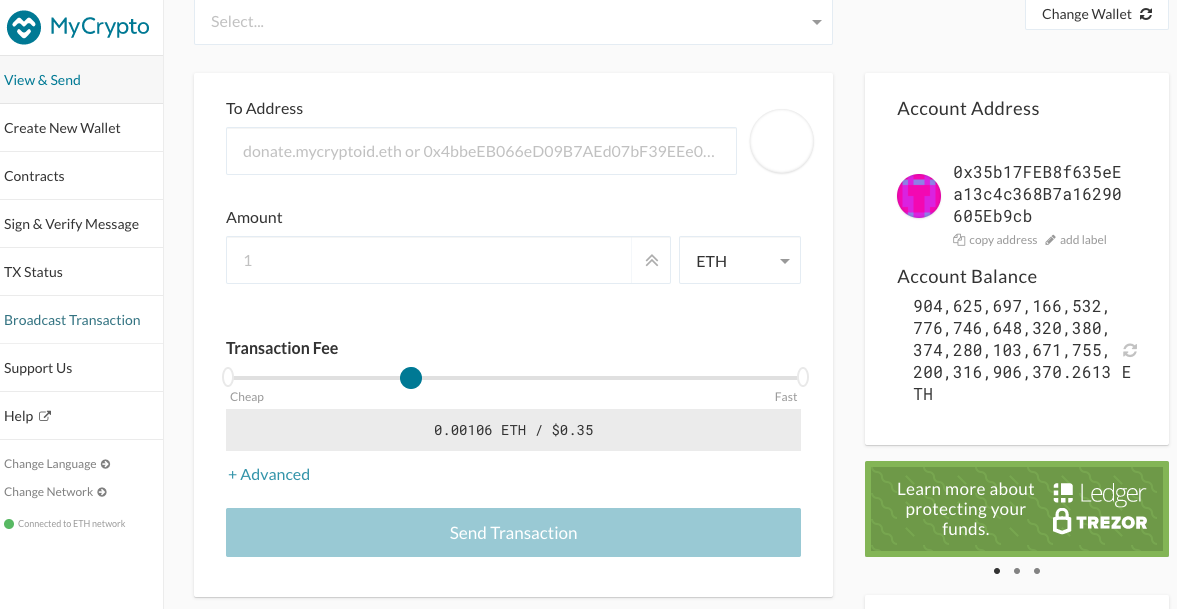 MyCrypto
View & Send
Create New Wallet
Contracts
Sign & Verify Message
TX Status
Broadcast Transaction
Support Us
Help
Change Language
Change Network
Connected to ETH network
Select...
To Address
donate.mycryptoid.eth or 0x4bbeEB066eD09B7AEd07bF39EEe0...
Amount
1
ETH
Transaction Fee
Cheap
Fast
0.00106 ETH / $0.35
+ Advanced
Send Transaction
Change Wallet
Account Address
0x35b17FEB8f635eE
a13c4c368B7a16290
605Eb9cb
copy address
add label
Account Balance
904,625,697,166,532,
776,746,648,320,380,
374,280,103,671,755,
200,316,906,370.2613 E
TH
Learn more about
protecting your
funds.
Ledger
TREZOR